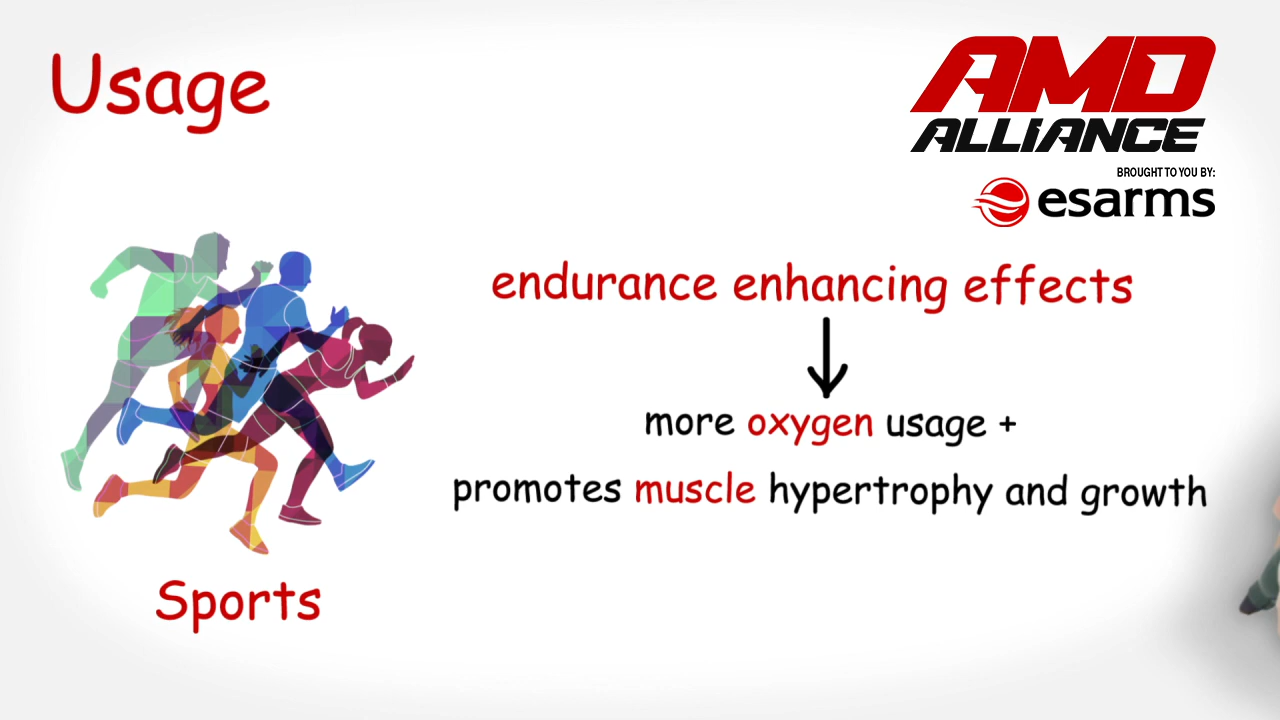 Usage
AMD
ALLIANCE
BROUGHT TO YOU BY:
esarms
endurance enhancing effects
more oxygen usage +
promotes muscle hypertrophy and growth
Sports